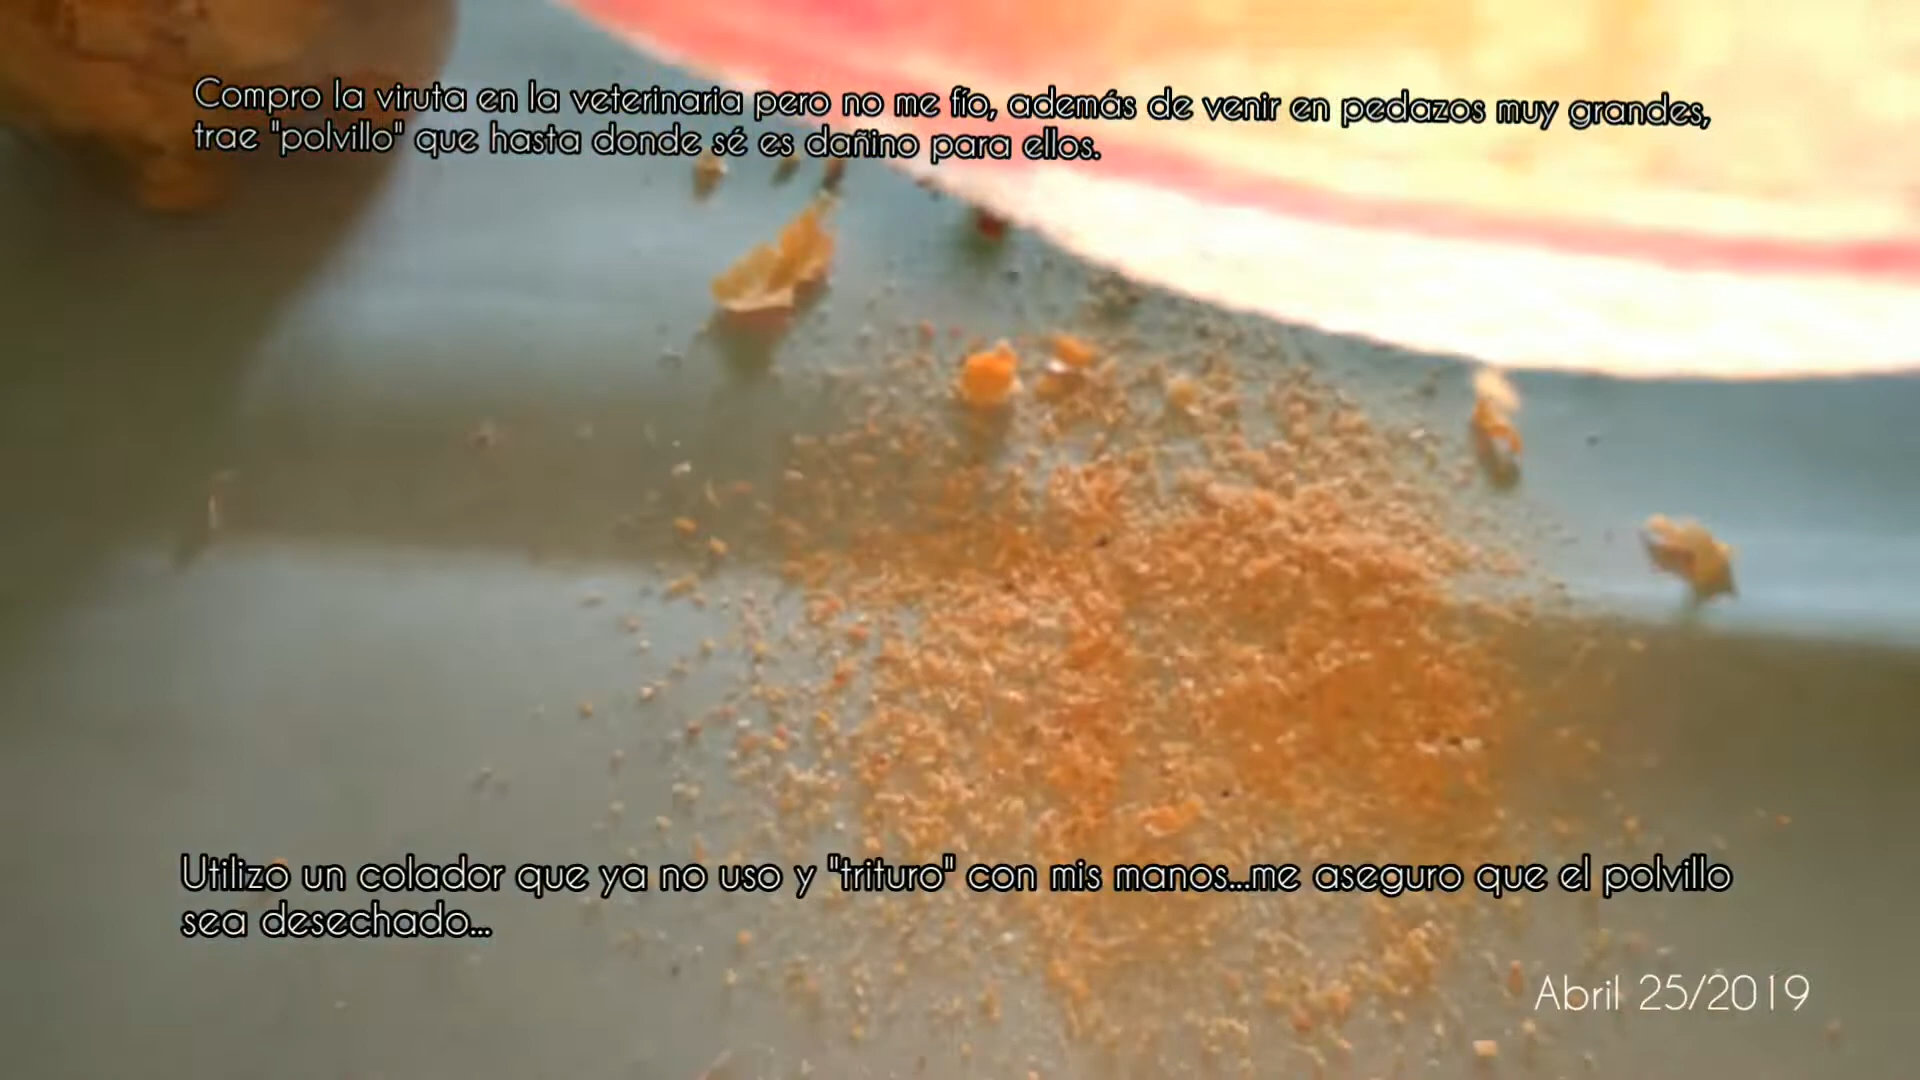 Compro la viruta en la veterinaria pero no me fío, además de venir en pedazos muy grandes,
trae "polvillo" que hasta donde sé es dañino para ellos.
Utilizo un colador que ya no uso y "trituro" con mis manos...me aseguro que el polvillo
sea desechado...
Abril 25/2019